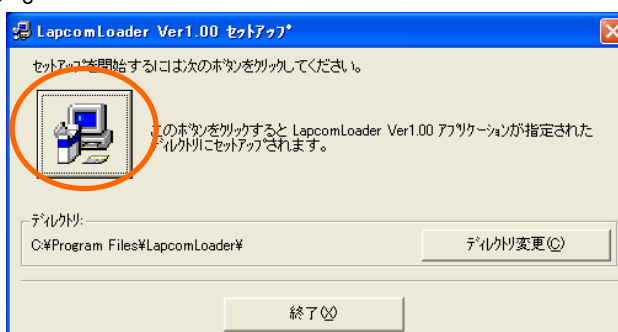 LapcomLoader Ver1.00 ｾｯﾄｱｯﾌﾟ
ｾｯﾄｱｯﾌﾟを開始するには次のﾎﾞﾀﾝをｸﾘｯｸしてください。
このﾎﾞﾀﾝをｸﾘｯｸすると LapcomLoader Ver1.00 ｱﾌﾟﾘｹｰｼｮﾝが指定された
ﾃﾞｨﾚｸﾄﾘにｾｯﾄｱｯﾌﾟされます。
ﾃﾞｨﾚｸﾄﾘ:
C:¥Program Files¥LapcomLoader¥
ﾃﾞｨﾚｸﾄﾘ変更(C)
終了(X)